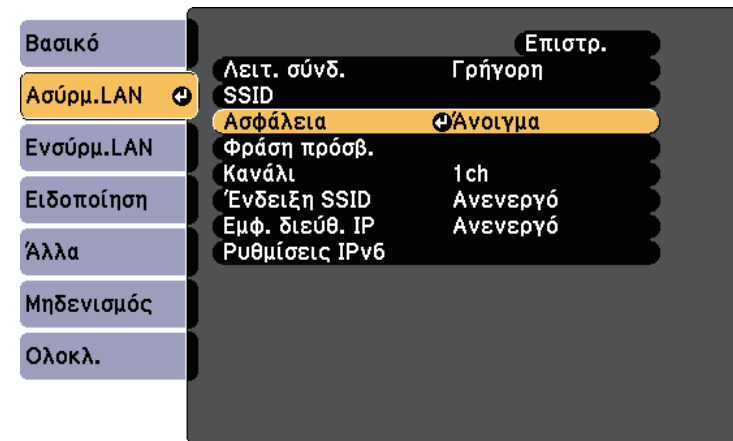 Βασικό
Ασύρμ.LAN
Ενσύρμ.LAN
Ειδοποίηση
Άλλα
Μηδενισμός
Ολοκλ.
Επιστρ.
Λειτ. σύνδ. Γρήγορη
SSID
Ασφάλεια Άνοιγμα
Φράση πρόσβ.
Κανάλι 1ch
Ένδειξη SSID Ανενεργό
Εμφ. διεύθ. IP Ανενεργό
Ρυθμίσεις IPv6